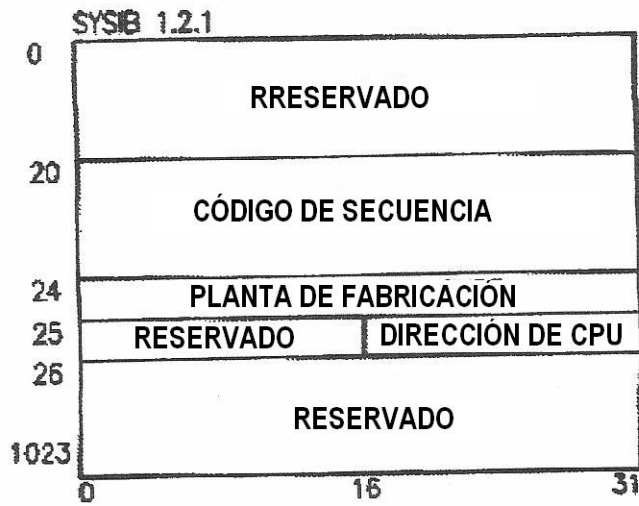 SYSIB 1.2.1
0
RRESERVADO
20
CÓDIGO DE SECUENCIA
24
PLANTA DE FABRICACIÓN
25
RESERVADO DIRECCIÓN DE CPU
26
RESERVADO
1023
0 16 31